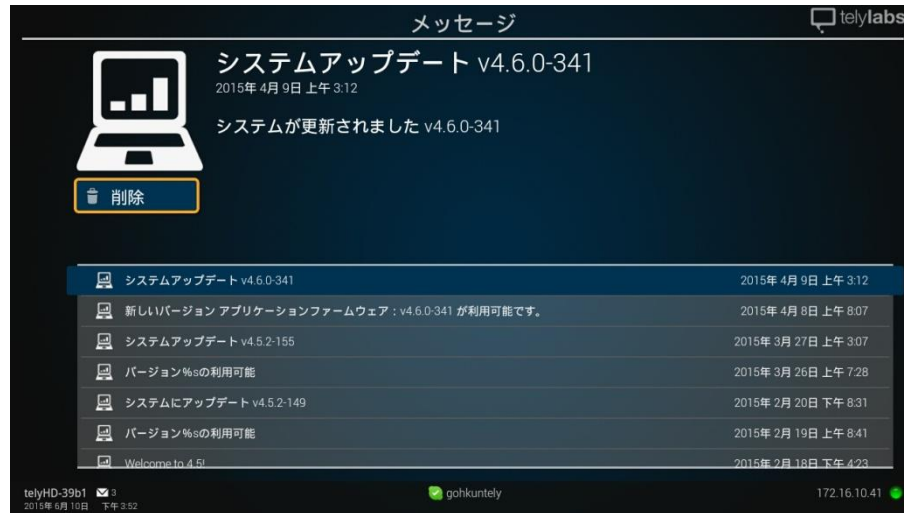 メッセージ
telylabs
システムアップデート v4.6.0-341
2015年 4月 9日 上午 3:12
システムが更新されました v4.6.0-341
削除
システムアップデート v4.6.0-341 2015年 4月 9日 上午 3:12
新しいバージョン アプリケーションファームウェア：v4.6.0-341 が利用可能です。 2015年 4月 8日 上午 8:07
システムアップデート v4.5.2-155 2015年 3月 27日 上午 3:07
バージョン%sの利用可能 2015年 3月 26日 上午 7:28
システムにアップデート v4.5.2-149 2015年 2月 20日 下午 8:31
バージョン%sの利用可能 2015年 2月 19日 上午 8:41
Welcome to 4.5! 2015年 2月 18日 下午 4:23
telyHD-39b1 3 gohkuntely 172.16.10.41
2015年 6月 10日 下午 3:52